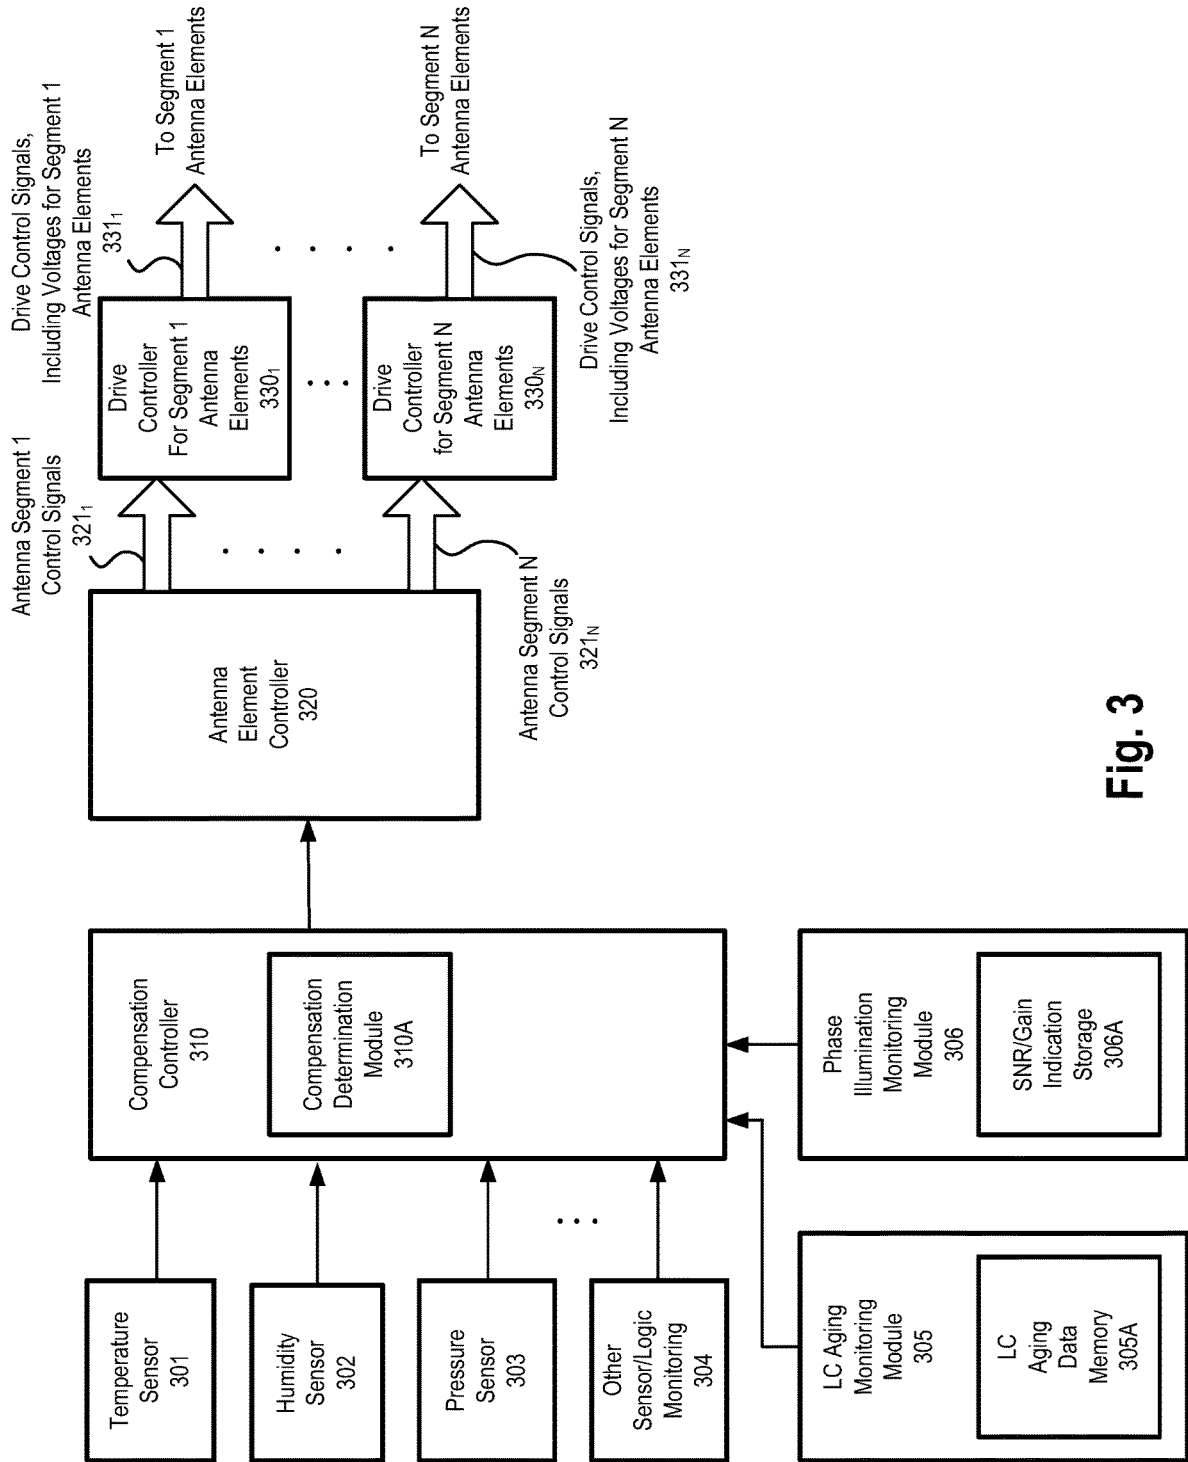 Temperature
Sensor
301
Humidity
Sensor
302
Pressure
Sensor
303
Other
Sensor/Logic
Monitoring
304
. . .
LC Aging
Monitoring
Module
305
LC
Aging
Data
Memory
305A
Phase
Illumination
Monitoring
Module
306
SNR/Gain
Indication
Storage
306A
Compensation
Controller
310
Compensation
Determination
Module
310A
Antenna
Element
Controller
320
Antenna Segment 1
Control Signals
321₁
. . . .
Antenna Segment N
Control Signals
321N
Drive
Controller
For Segment 1
Antenna
Elements
330₁
. . .
Drive
Controller
for Segment N
Antenna
Elements
330N
Drive Control Signals,
Including Voltages for Segment 1
Antenna Elements
331₁
To Segment 1
Antenna Elements
. . . .
To Segment N
Antenna Elements
Drive Control Signals,
Including Voltages for Segment N
Antenna Elements
331N
Fig. 3